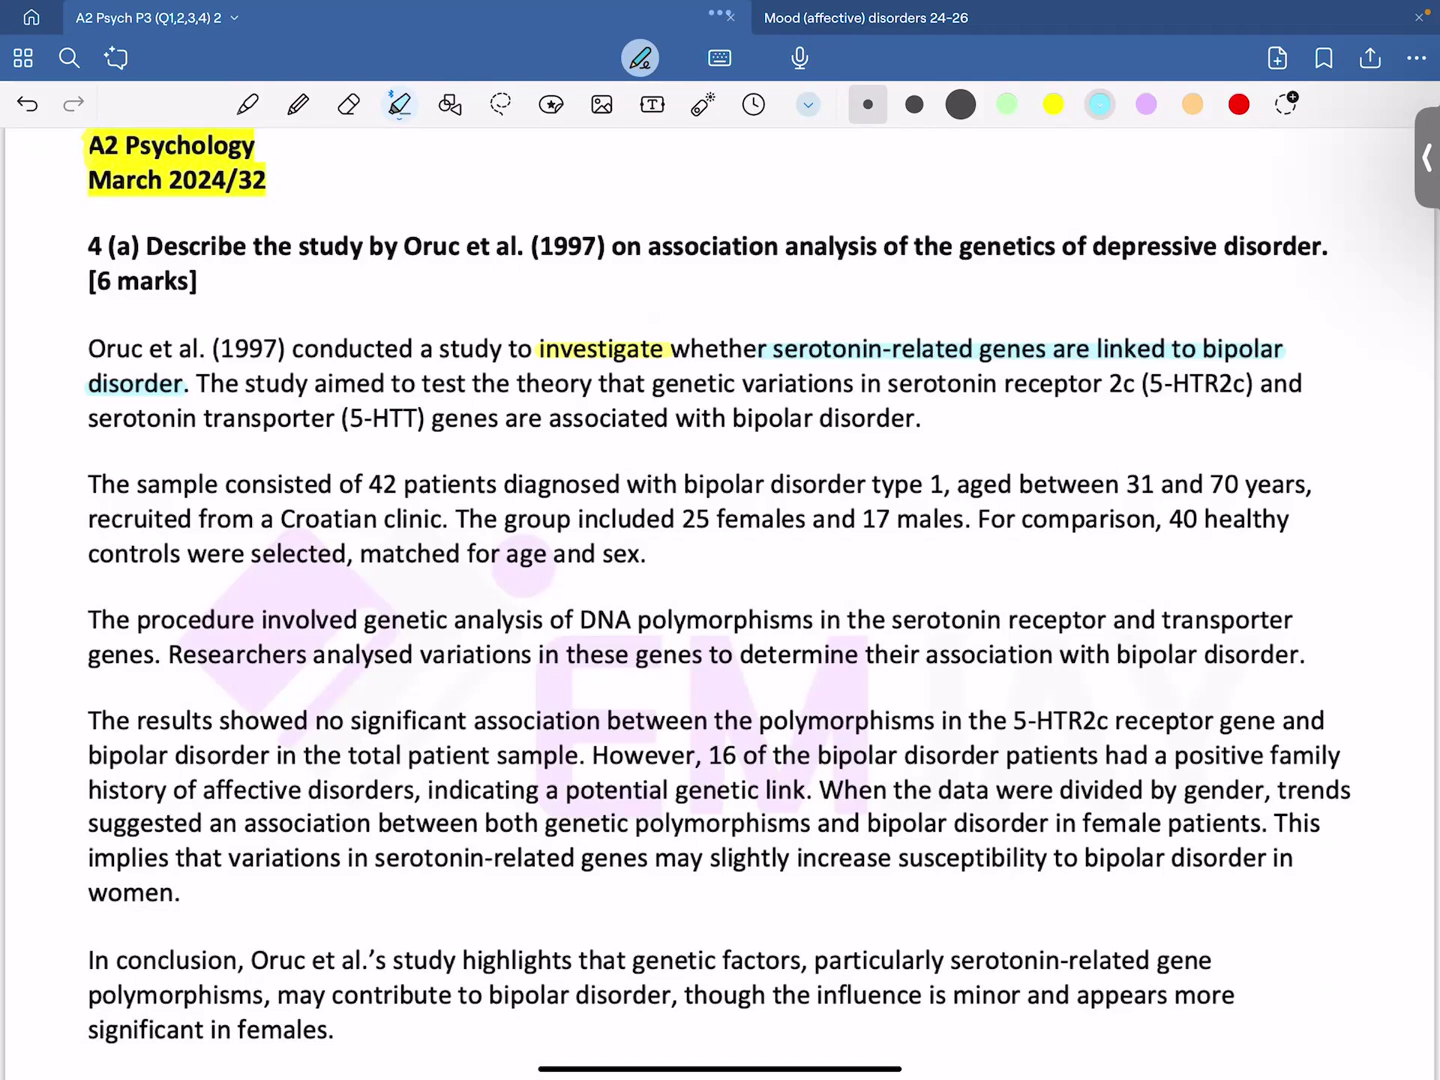 A2 Psych P3 (Q1,2,3,4) 2
Mood (affective) disorders 24-26
A2 Psychology
March 2024/32
4 (a) Describe the study by Oruc et al. (1997) on association analysis of the genetics of depressive disorder.
[6 marks]
Oruc et al. (1997) conducted a study to investigate whether serotonin-related genes are linked to bipolar
disorder. The study aimed to test the theory that genetic variations in serotonin receptor 2c (5-HTR2c) and
serotonin transporter (5-HTT) genes are associated with bipolar disorder.
The sample consisted of 42 patients diagnosed with bipolar disorder type 1, aged between 31 and 70 years,
recruited from a Croatian clinic. The group included 25 females and 17 males. For comparison, 40 healthy
controls were selected, matched for age and sex.
The procedure involved genetic analysis of DNA polymorphisms in the serotonin receptor and transporter
genes. Researchers analysed variations in these genes to determine their association with bipolar disorder.
The results showed no significant association between the polymorphisms in the 5-HTR2c receptor gene and
bipolar disorder in the total patient sample. However, 16 of the bipolar disorder patients had a positive family
history of affective disorders, indicating a potential genetic link. When the data were divided by gender, trends
suggested an association between both genetic polymorphisms and bipolar disorder in female patients. This
implies that variations in serotonin-related genes may slightly increase susceptibility to bipolar disorder in
women.
In conclusion, Oruc et al.'s study highlights that genetic factors, particularly serotonin-related gene
polymorphisms, may contribute to bipolar disorder, though the influence is minor and appears more
significant in females.
EMJAY